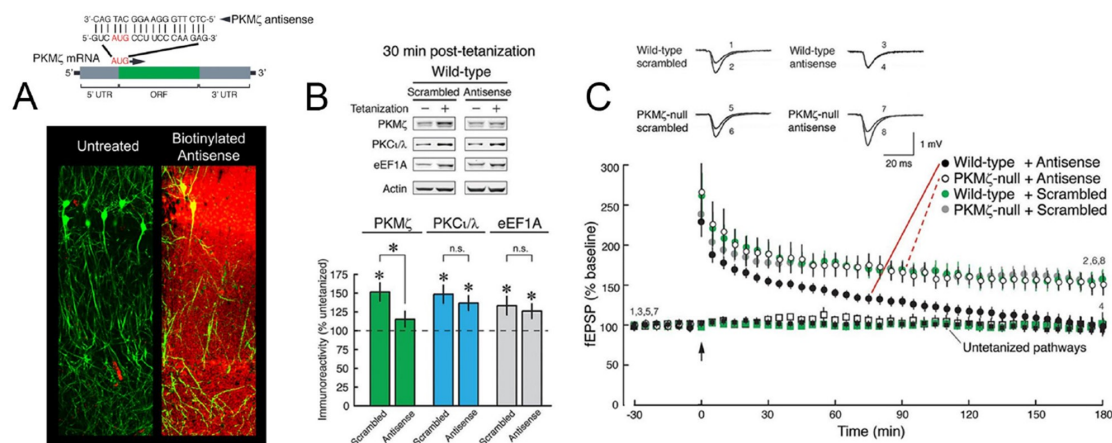 3'-CAG TAC GGA AGG GTT CTC-5' ◄PKMζ antisense
5'-GUC AUG CCU UCC CAA GAG-3'
PKMζ mRNA AUG
5' 3'
5' UTR ORF 3' UTR
A
Untreated
Biotinylated
Antisense
B
30 min post-tetanization
Wild-type
Scrambled Antisense
Tetanization − + − +
PKMζ
PKCι/λ
eEF1A
Actin
PKMζ PKCι/λ eEF1A
* n.s. n.s.
* * * * *
Immunoreactivity (% untetanized)
175
150
125
100
75
50
25
0
Scrambled Antisense Scrambled Antisense Scrambled Antisense
C
Wild-type
scrambled
1
2
Wild-type
antisense
3
4
PKMζ-null
scrambled
5
6
PKMζ-null
antisense
7
8
1 mV
20 ms
Wild-type + Antisense
PKMζ-null + Antisense
Wild-type + Scrambled
PKMζ-null + Scrambled
fEPSP (% baseline)
300
250
200
150
100
50
0
1,3,5,7
2,6,8
4
Untetanized pathways
-30 0 30 60 90 120 150 180
Time (min)